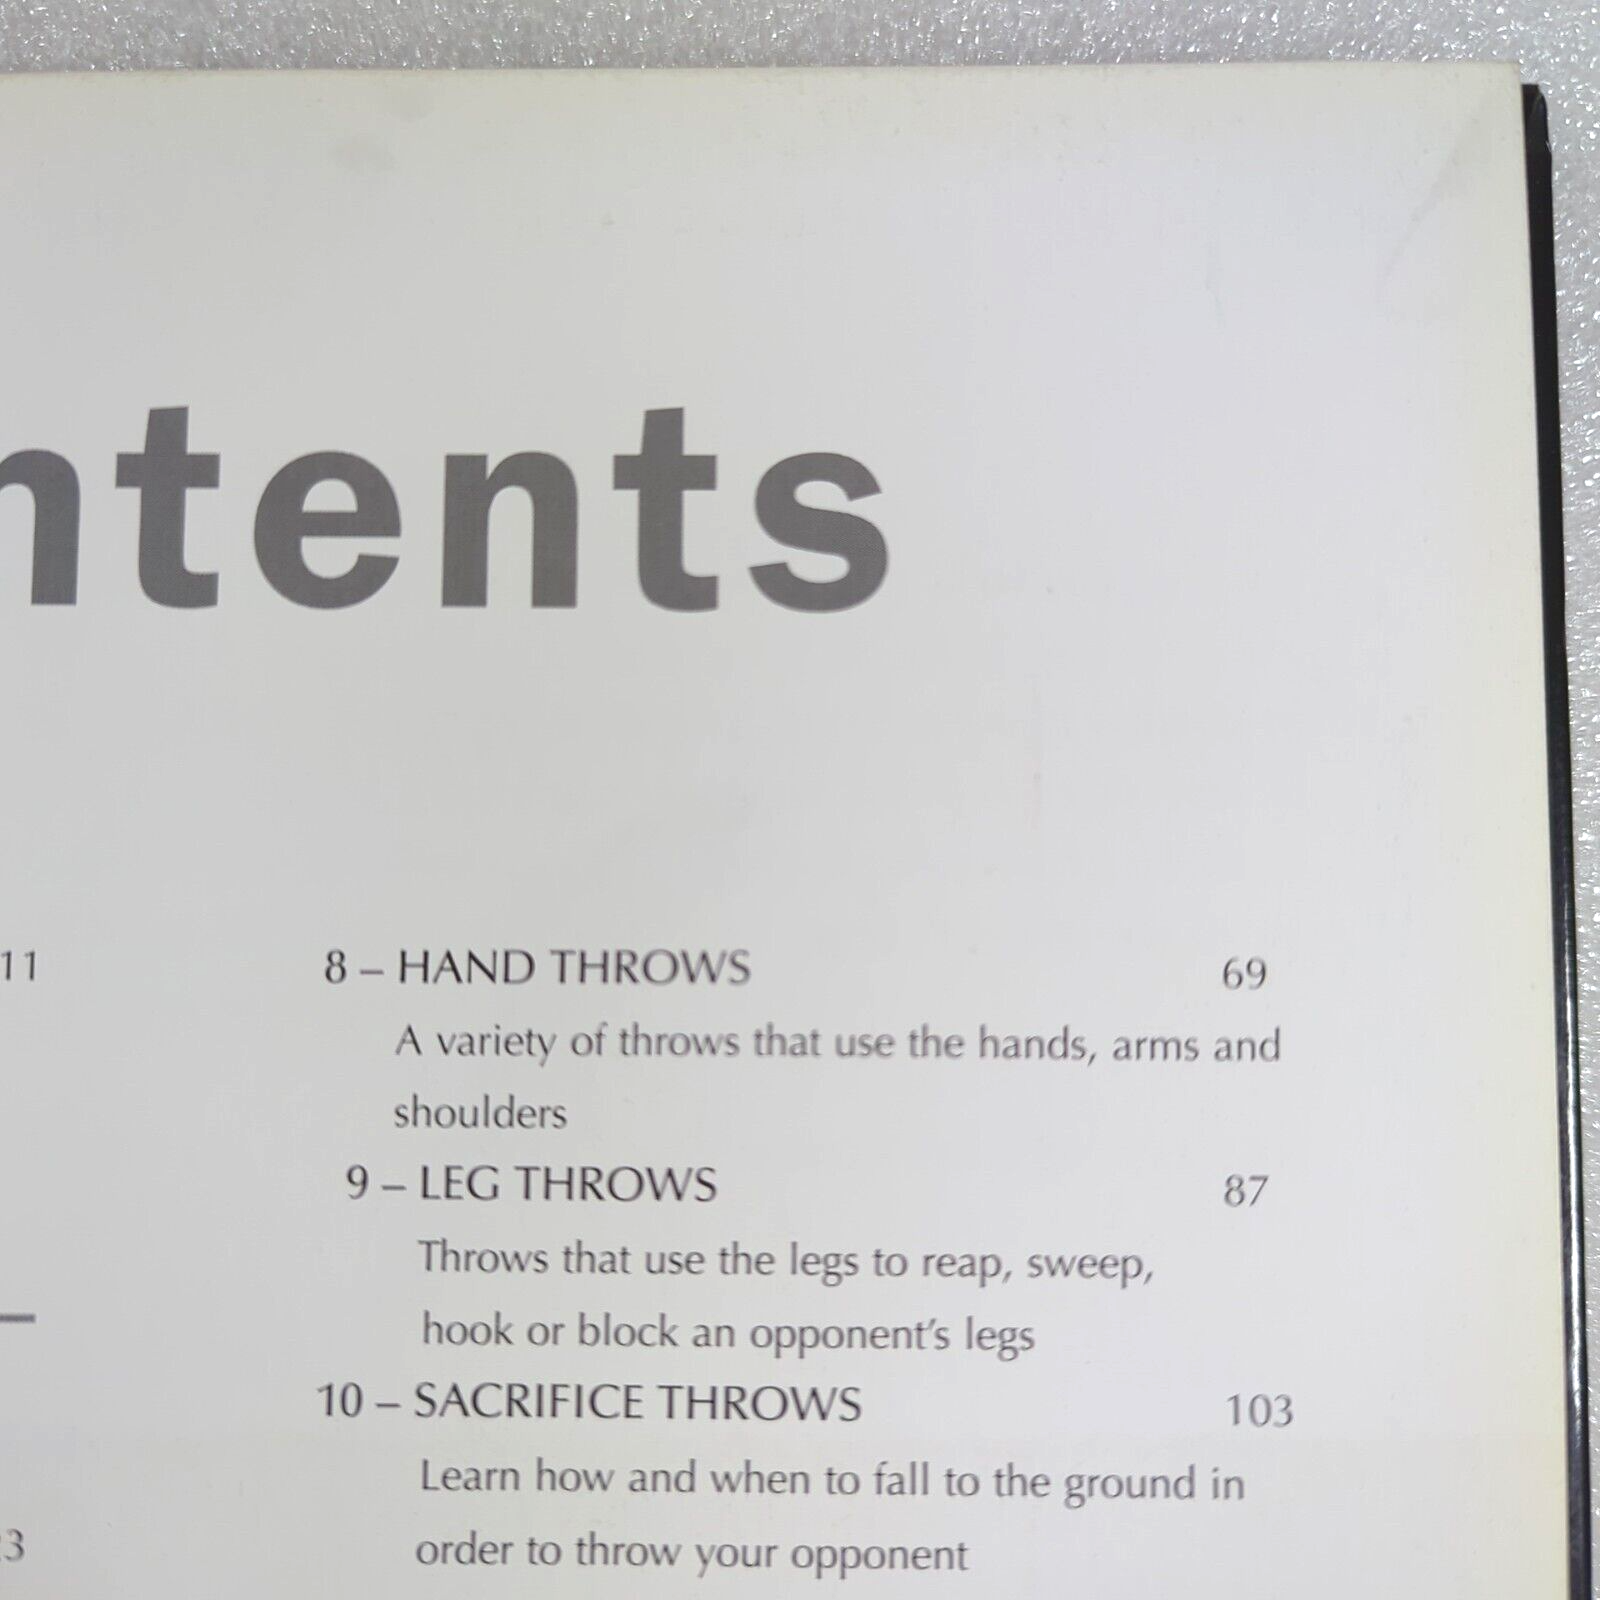 ntents
11
8 – HAND THROWS 69
A variety of throws that use the hands, arms and
shoulders
9 – LEG THROWS 87
Throws that use the legs to reap, sweep,
hook or block an opponent's legs
10 – SACRIFICE THROWS 103
Learn how and when to fall to the ground in
23
order to throw your opponent